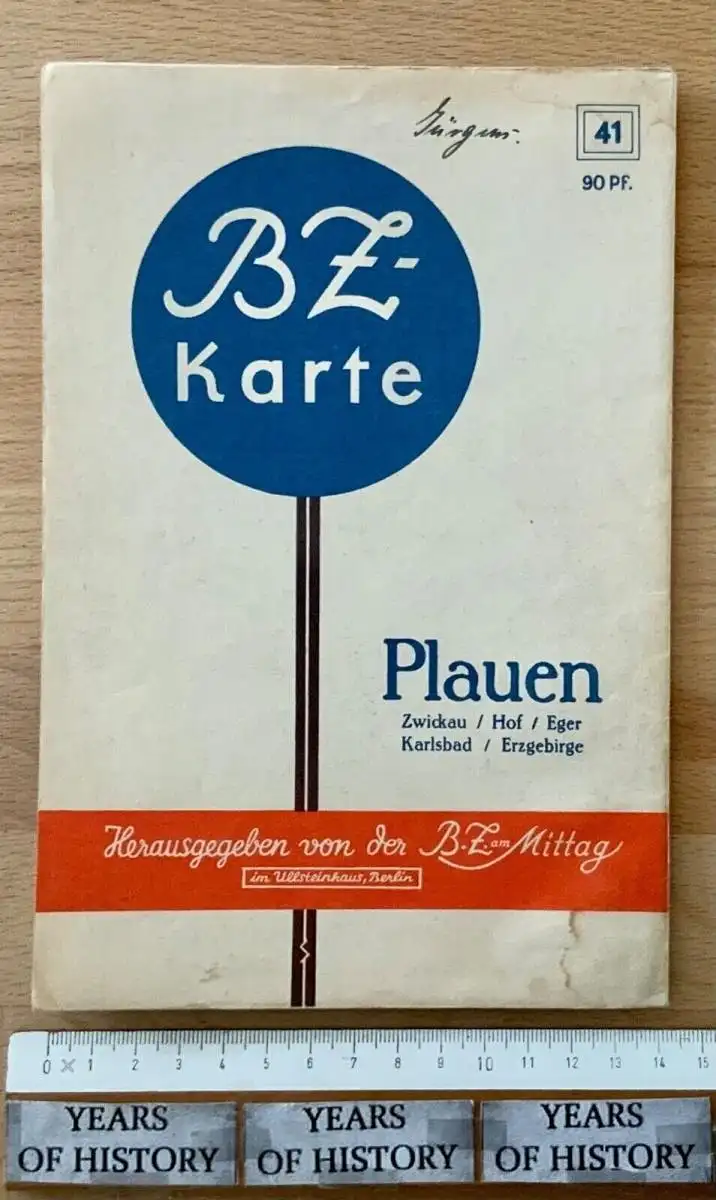 Jürgens.
41
90 Pf.
BZ-
Karte
Plauen
Zwickau / Hof / Eger
Karlsbad / Erzgebirge
Herausgegeben von der B.Z. am Mittag
im Ullsteinhaus, Berlin
0 1 2 3 4 5 6 7 8 9 10 11 12 13 14 15
YEARS OF HISTORY
YEARS OF HISTORY
YEARS OF HISTORY